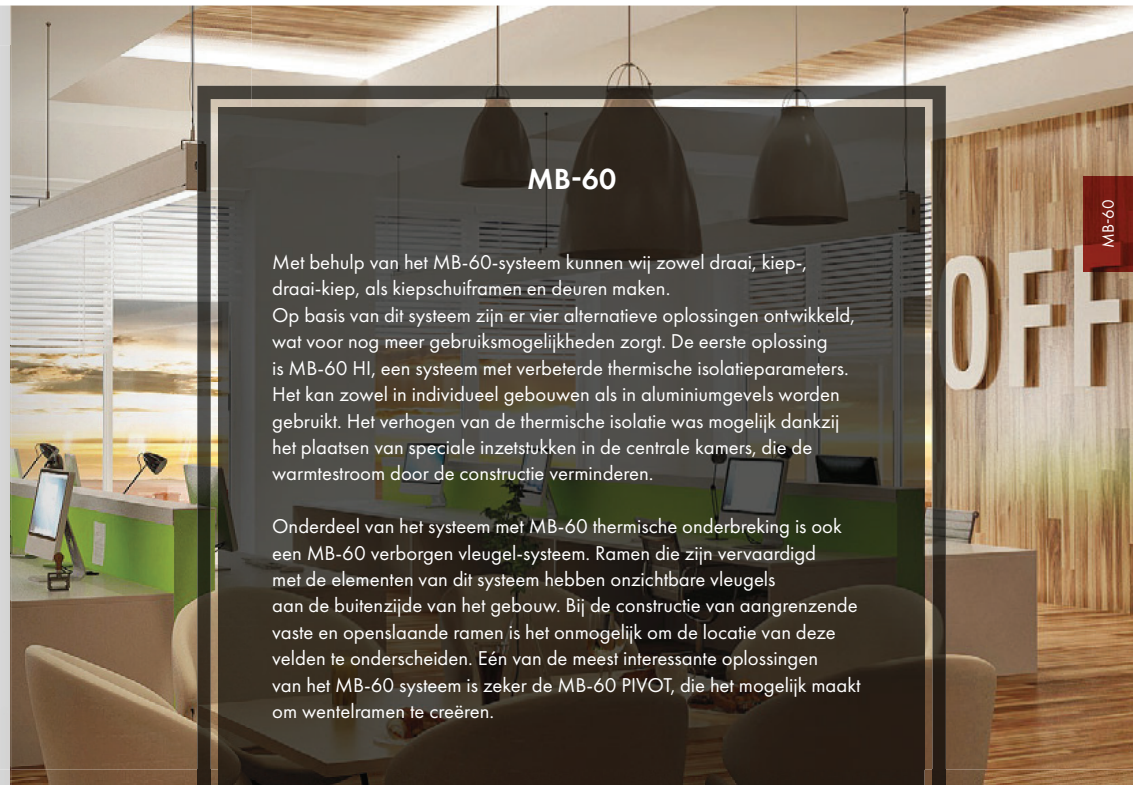 MB-60
Met behulp van het MB-60-systeem kunnen wij zowel draai, kiep-,
draai-kiep, als kiepschuiframen en deuren maken.
Op basis van dit systeem zijn er vier alternatieve oplossingen ontwikkeld,
wat voor nog meer gebruiksmogelijkheden zorgt. De eerste oplossing
is MB-60 HI, een systeem met verbeterde thermische isolatieparameters.
Het kan zowel in individueel gebouwen als in aluminiumgevels worden
gebruikt. Het verhogen van de thermische isolatie was mogelijk dankzij
het plaatsen van speciale inzetstukken in de centrale kamers, die de
warmtestroom door de constructie verminderen.
Onderdeel van het systeem met MB-60 thermische onderbreking is ook
een MB-60 verborgen vleugel-systeem. Ramen die zijn vervaardigd
met de elementen van dit systeem hebben onzichtbare vleugels
aan de buitenzijde van het gebouw. Bij de constructie van aangrenzende
vaste en openslaande ramen is het onmogelijk om de locatie van deze
velden te onderscheiden. Eén van de meest interessante oplossingen
van het MB-60 systeem is zeker de MB-60 PIVOT, die het mogelijk maakt
om wentelramen te creëren.
MB-60
OFF